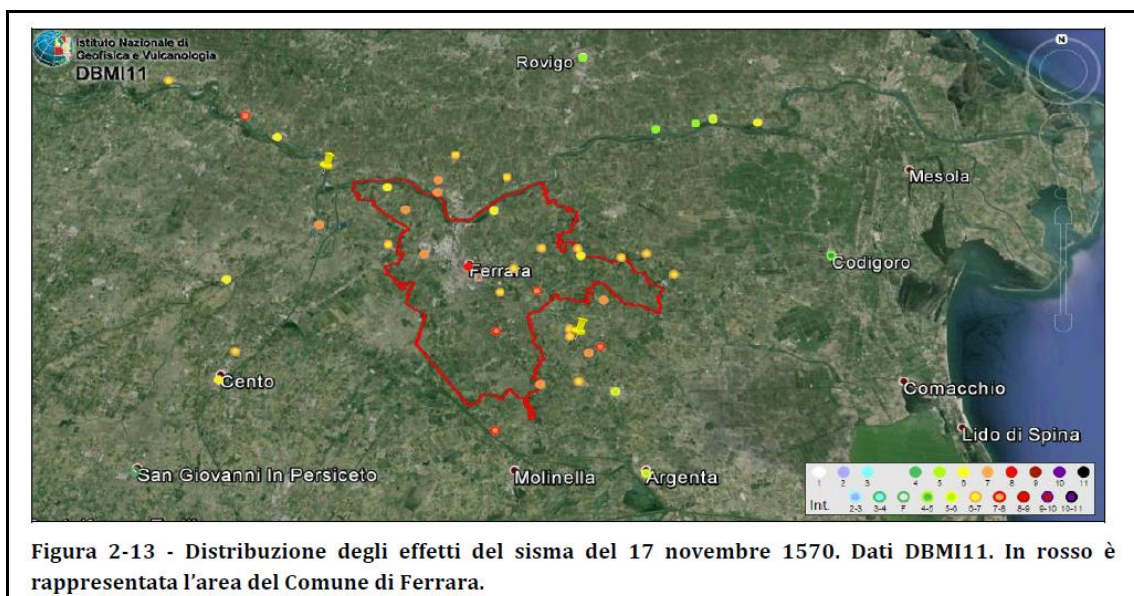 Istituto Nazionale di
Geofisica e Vulcanologia
DBMI11
Rovigo
N
Mesola
Ferrara
Codigoro
Cento
Comacchio
Lido di Spina
San Giovanni In Persiceto
Molinella
Argenta
1 2 3 4 5 6 7 8 9 10 11
Int.
2-3 3-4 F 4-5 5-6 6-7 7-8 8-9 9-10 10-11
Figura 2-13 - Distribuzione degli effetti del sisma del 17 novembre 1570. Dati DBMI11. In rosso è
rappresentata l'area del Comune di Ferrara.